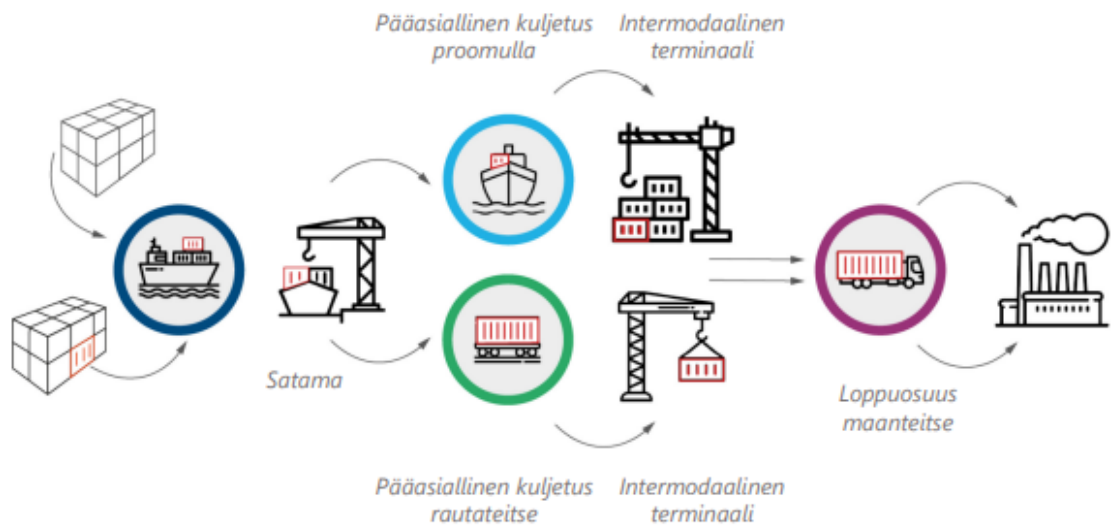 Pääasiallinen kuljetus
proomulla
Intermodaalinen
terminaali
Satama
Loppuosuus
maanteitse
Pääasiallinen kuljetus
rautateitse
Intermodaalinen
terminaali